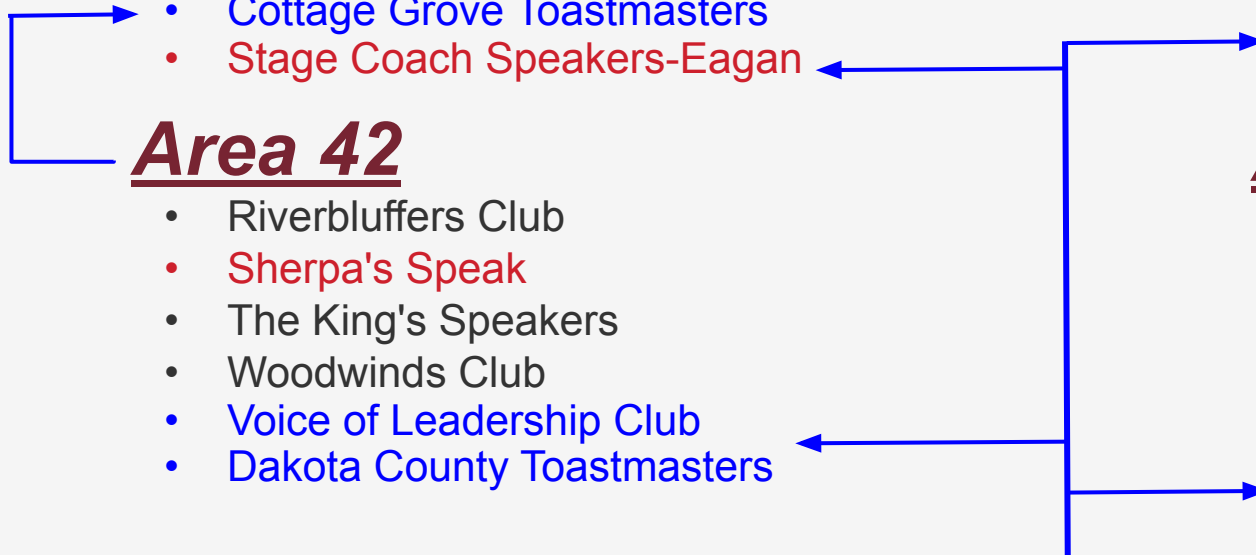 • Cottage Grove Toastmasters
• Stage Coach Speakers-Eagan
Area 42
• Riverbluffers Club
• Sherpa's Speak
• The King's Speakers
• Woodwinds Club
• Voice of Leadership Club
• Dakota County Toastmasters